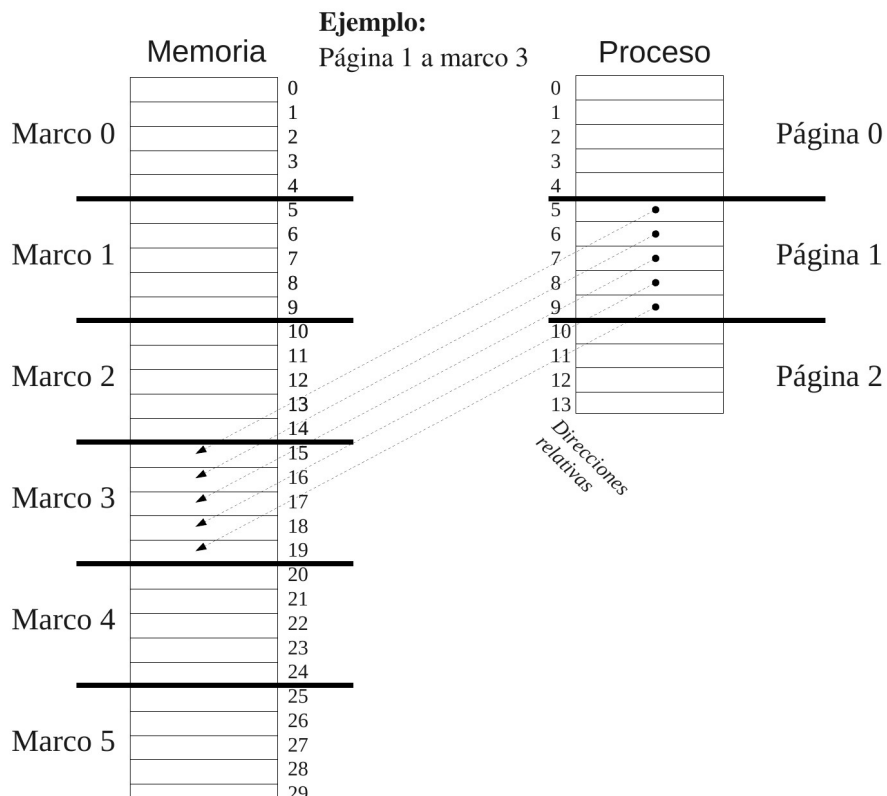 Ejemplo:
Página 1 a marco 3
Memoria
Proceso
Marco 0
Marco 1
Marco 2
Marco 3
Marco 4
Marco 5
0
1
2
3
4
5
6
7
8
9
10
11
12
13
14
15
16
17
18
19
20
21
22
23
24
25
26
27
28
29
0
1
2
3
4
5
6
7
8
9
10
11
12
13
Direcciones
relativas
Página 0
Página 1
Página 2